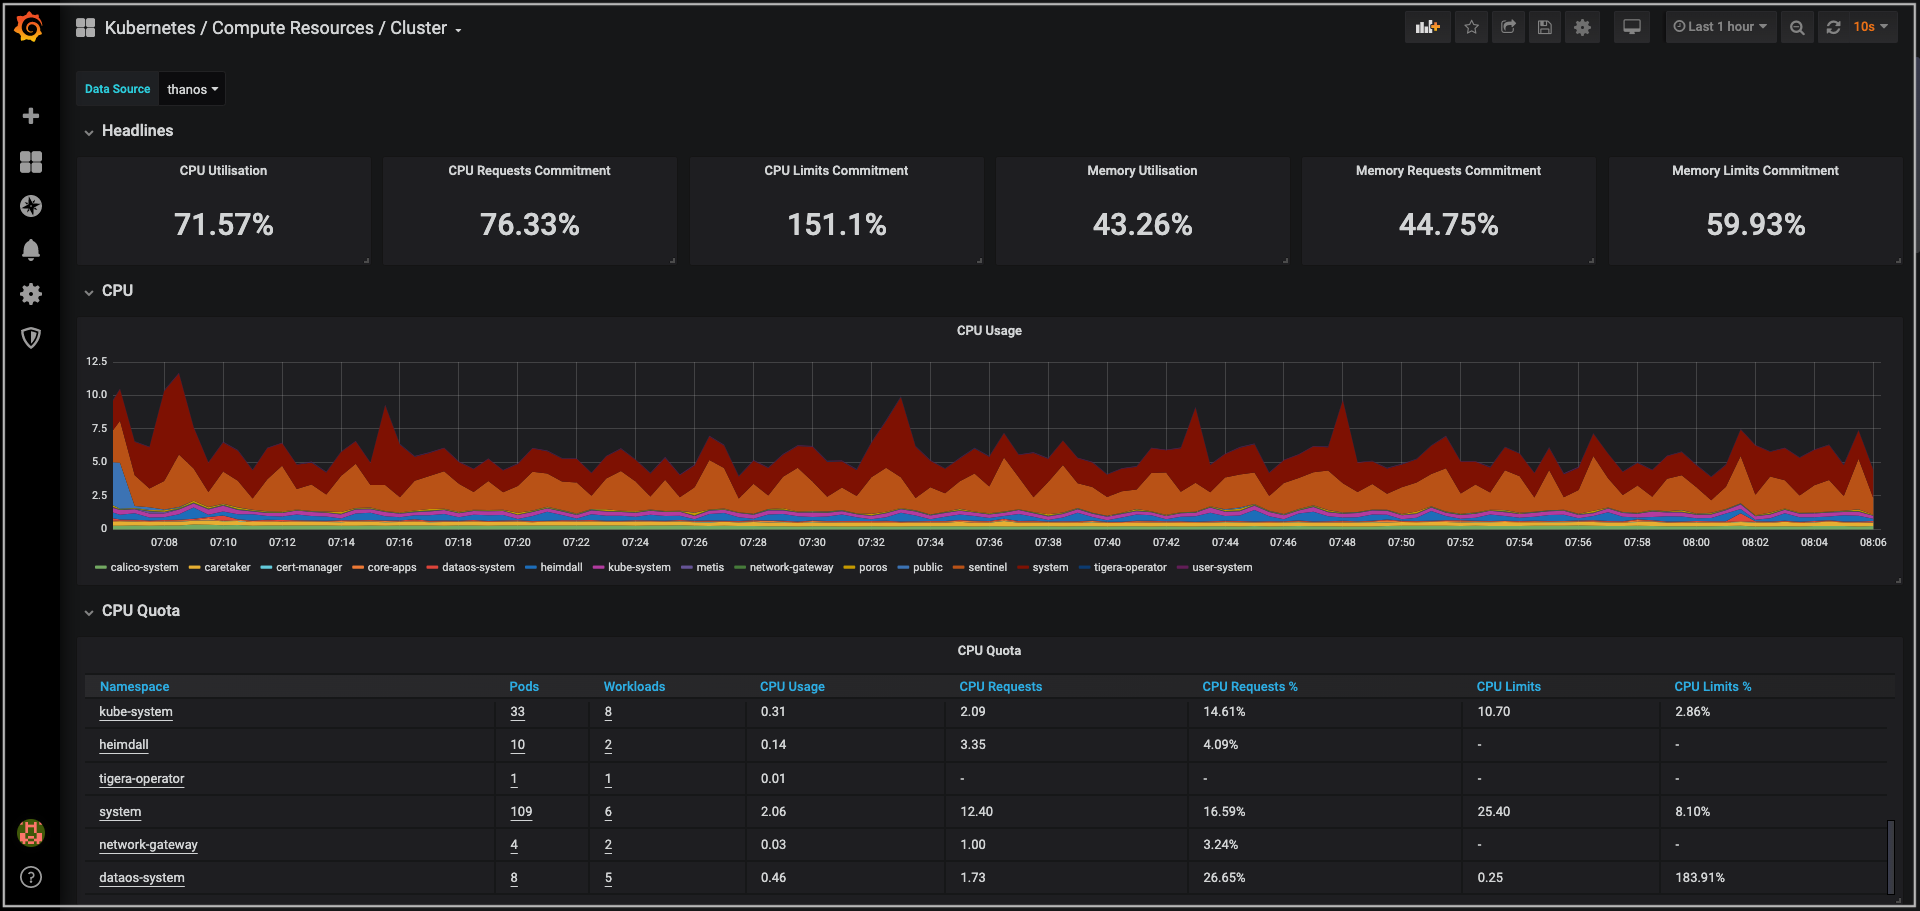 Kubernetes / Compute Resources / Cluster
Last 1 hour
10s
Data Source thanos
Headlines
CPU Utilisation
71.57%
CPU Requests Commitment
76.33%
CPU Limits Commitment
151.1%
Memory Utilisation
43.26%
Memory Requests Commitment
44.75%
Memory Limits Commitment
59.93%
CPU
CPU Usage
12.5
10.0
7.5
5.0
2.5
0
07:08 07:10 07:12 07:14 07:16 07:18 07:20 07:22 07:24 07:26 07:28 07:30 07:32 07:34 07:36 07:38 07:40 07:42 07:44 07:46 07:48 07:50 07:52 07:54 07:56 07:58 08:00 08:02 08:04 08:06
calico-system caretaker cert-manager core-apps dataos-system heimdall kube-system metis network-gateway poros public sentinel system tigera-operator user-system
CPU Quota
CPU Quota
Namespace Pods Workloads CPU Usage CPU Requests CPU Requests % CPU Limits CPU Limits %
kube-system 33 8 0.31 2.09 14.61% 10.70 2.86%
heimdall 10 2 0.14 3.35 4.09% - -
tigera-operator 1 1 0.01 - - - -
system 109 6 2.06 12.40 16.59% 25.40 8.10%
network-gateway 4 2 0.03 1.00 3.24% - -
dataos-system 8 5 0.46 1.73 26.65% 0.25 183.91%